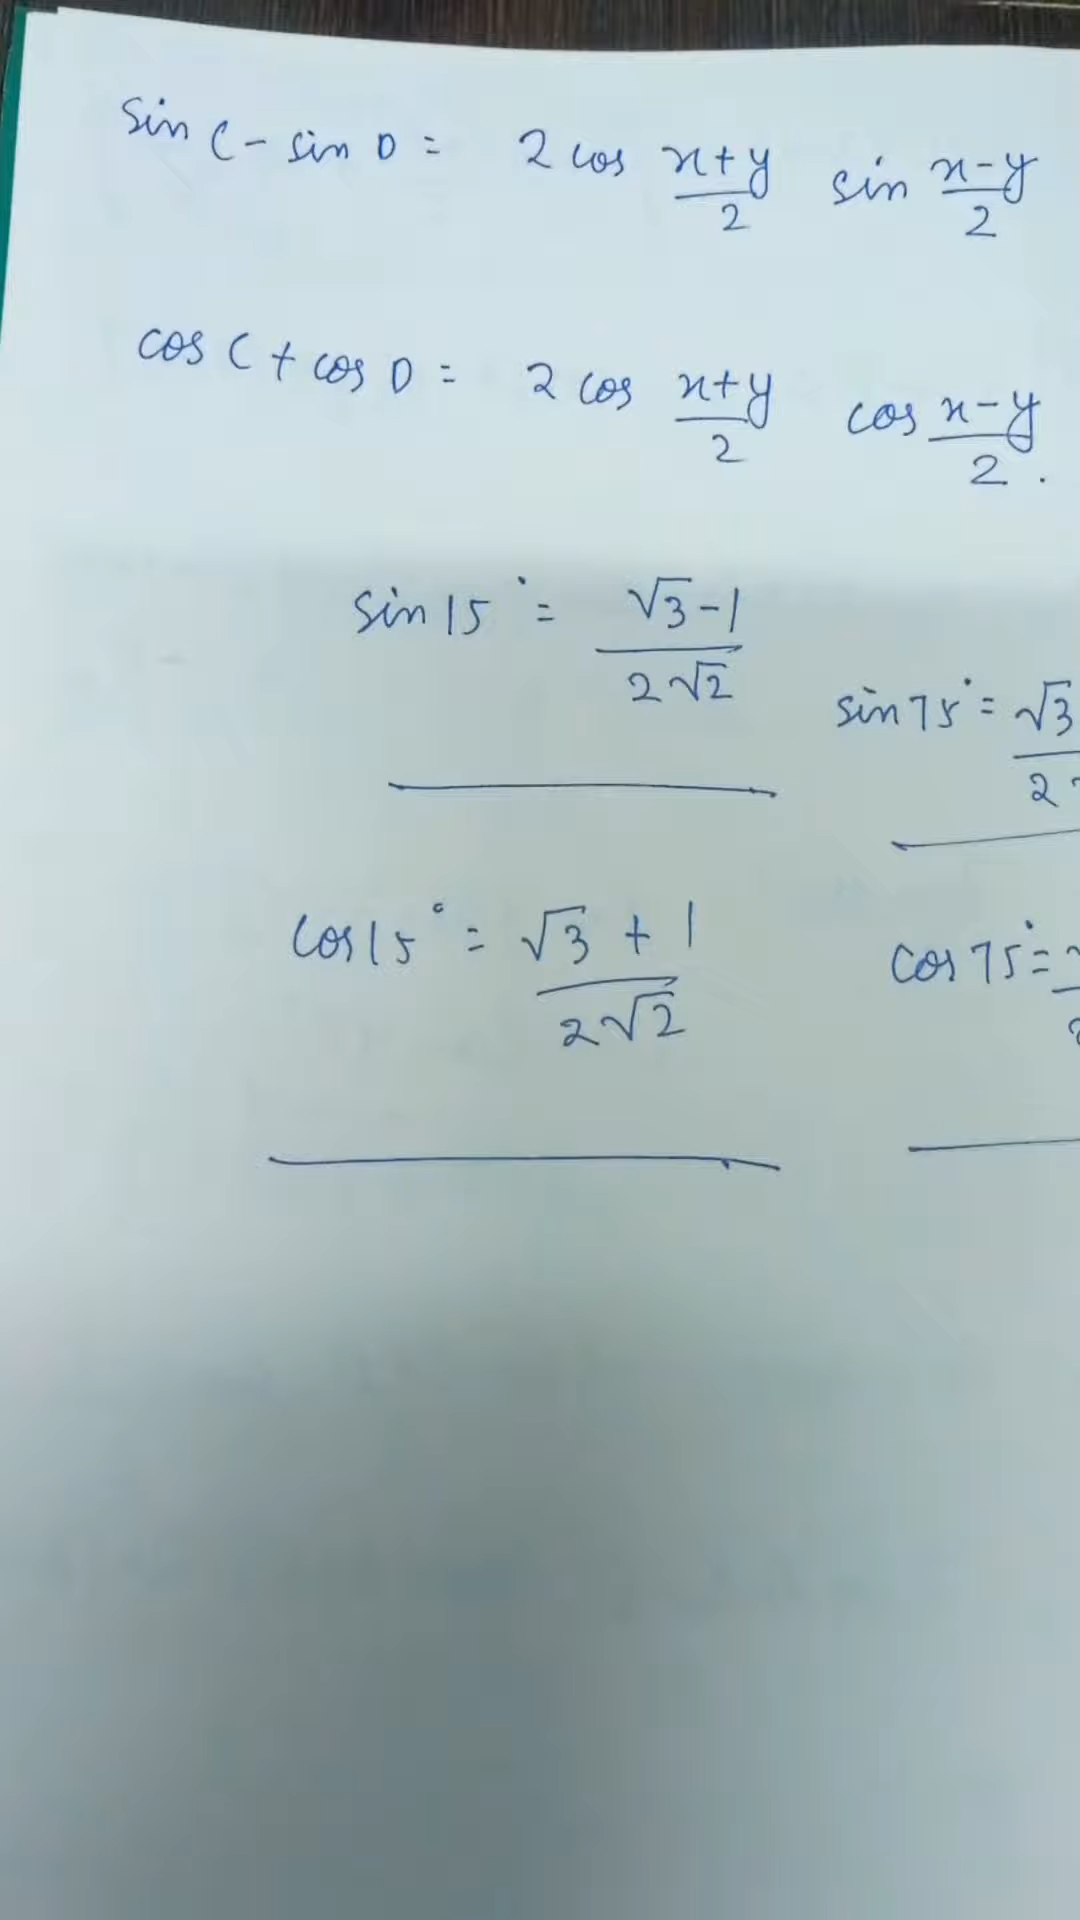 sin C - sin D = 2 cos x+y/2 sin x-y/2
cos C + cos D = 2 cos x+y/2 cos x-y/2.
sin 15° = √3-1/2√2
sin 75° = √3/2
cos 15° = √3 + 1/2√2
cos 75° =